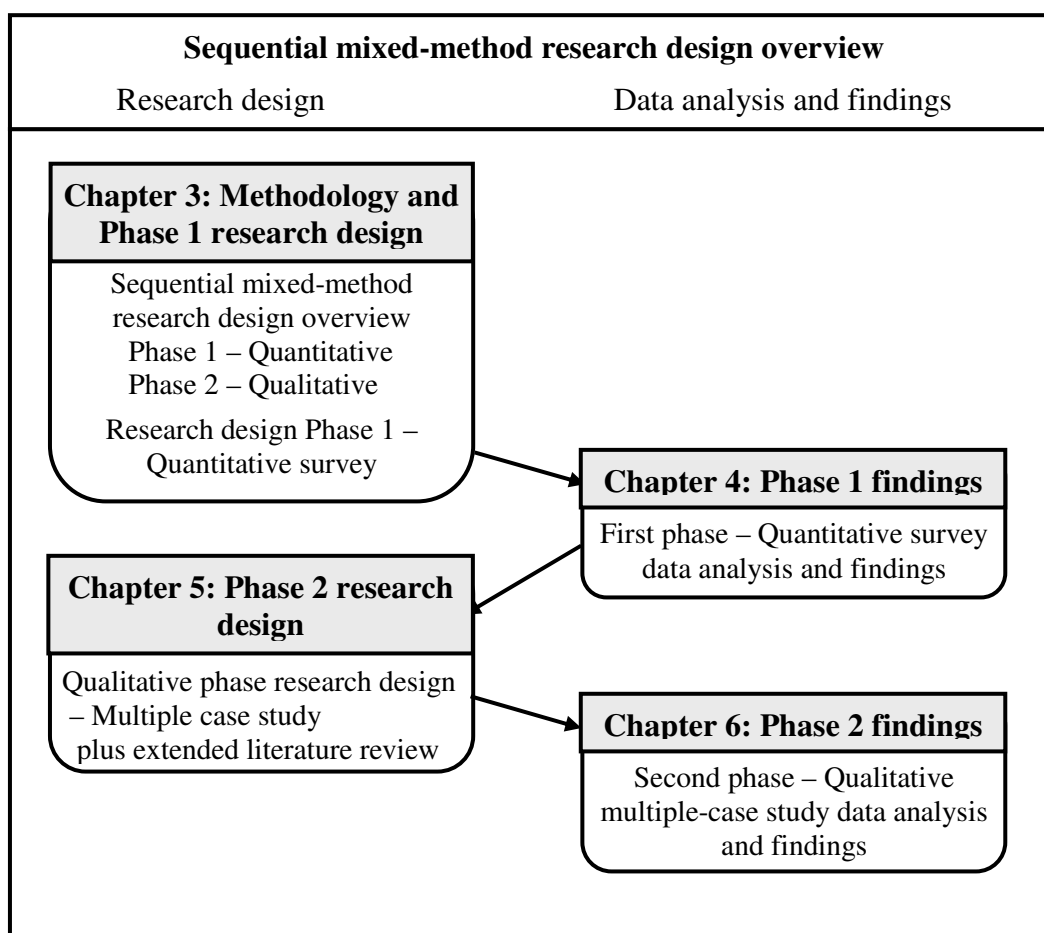 Sequential mixed-method research design overview
Research design
Data analysis and findings
Chapter 3: Methodology and
Phase 1 research design
Sequential mixed-method
research design overview
Phase 1 – Quantitative
Phase 2 – Qualitative
Research design Phase 1 –
Quantitative survey
Chapter 4: Phase 1 findings
First phase – Quantitative survey
data analysis and findings
Chapter 5: Phase 2 research
design
Qualitative phase research design
– Multiple case study
plus extended literature review
Chapter 6: Phase 2 findings
Second phase – Qualitative
multiple-case study data analysis
and findings